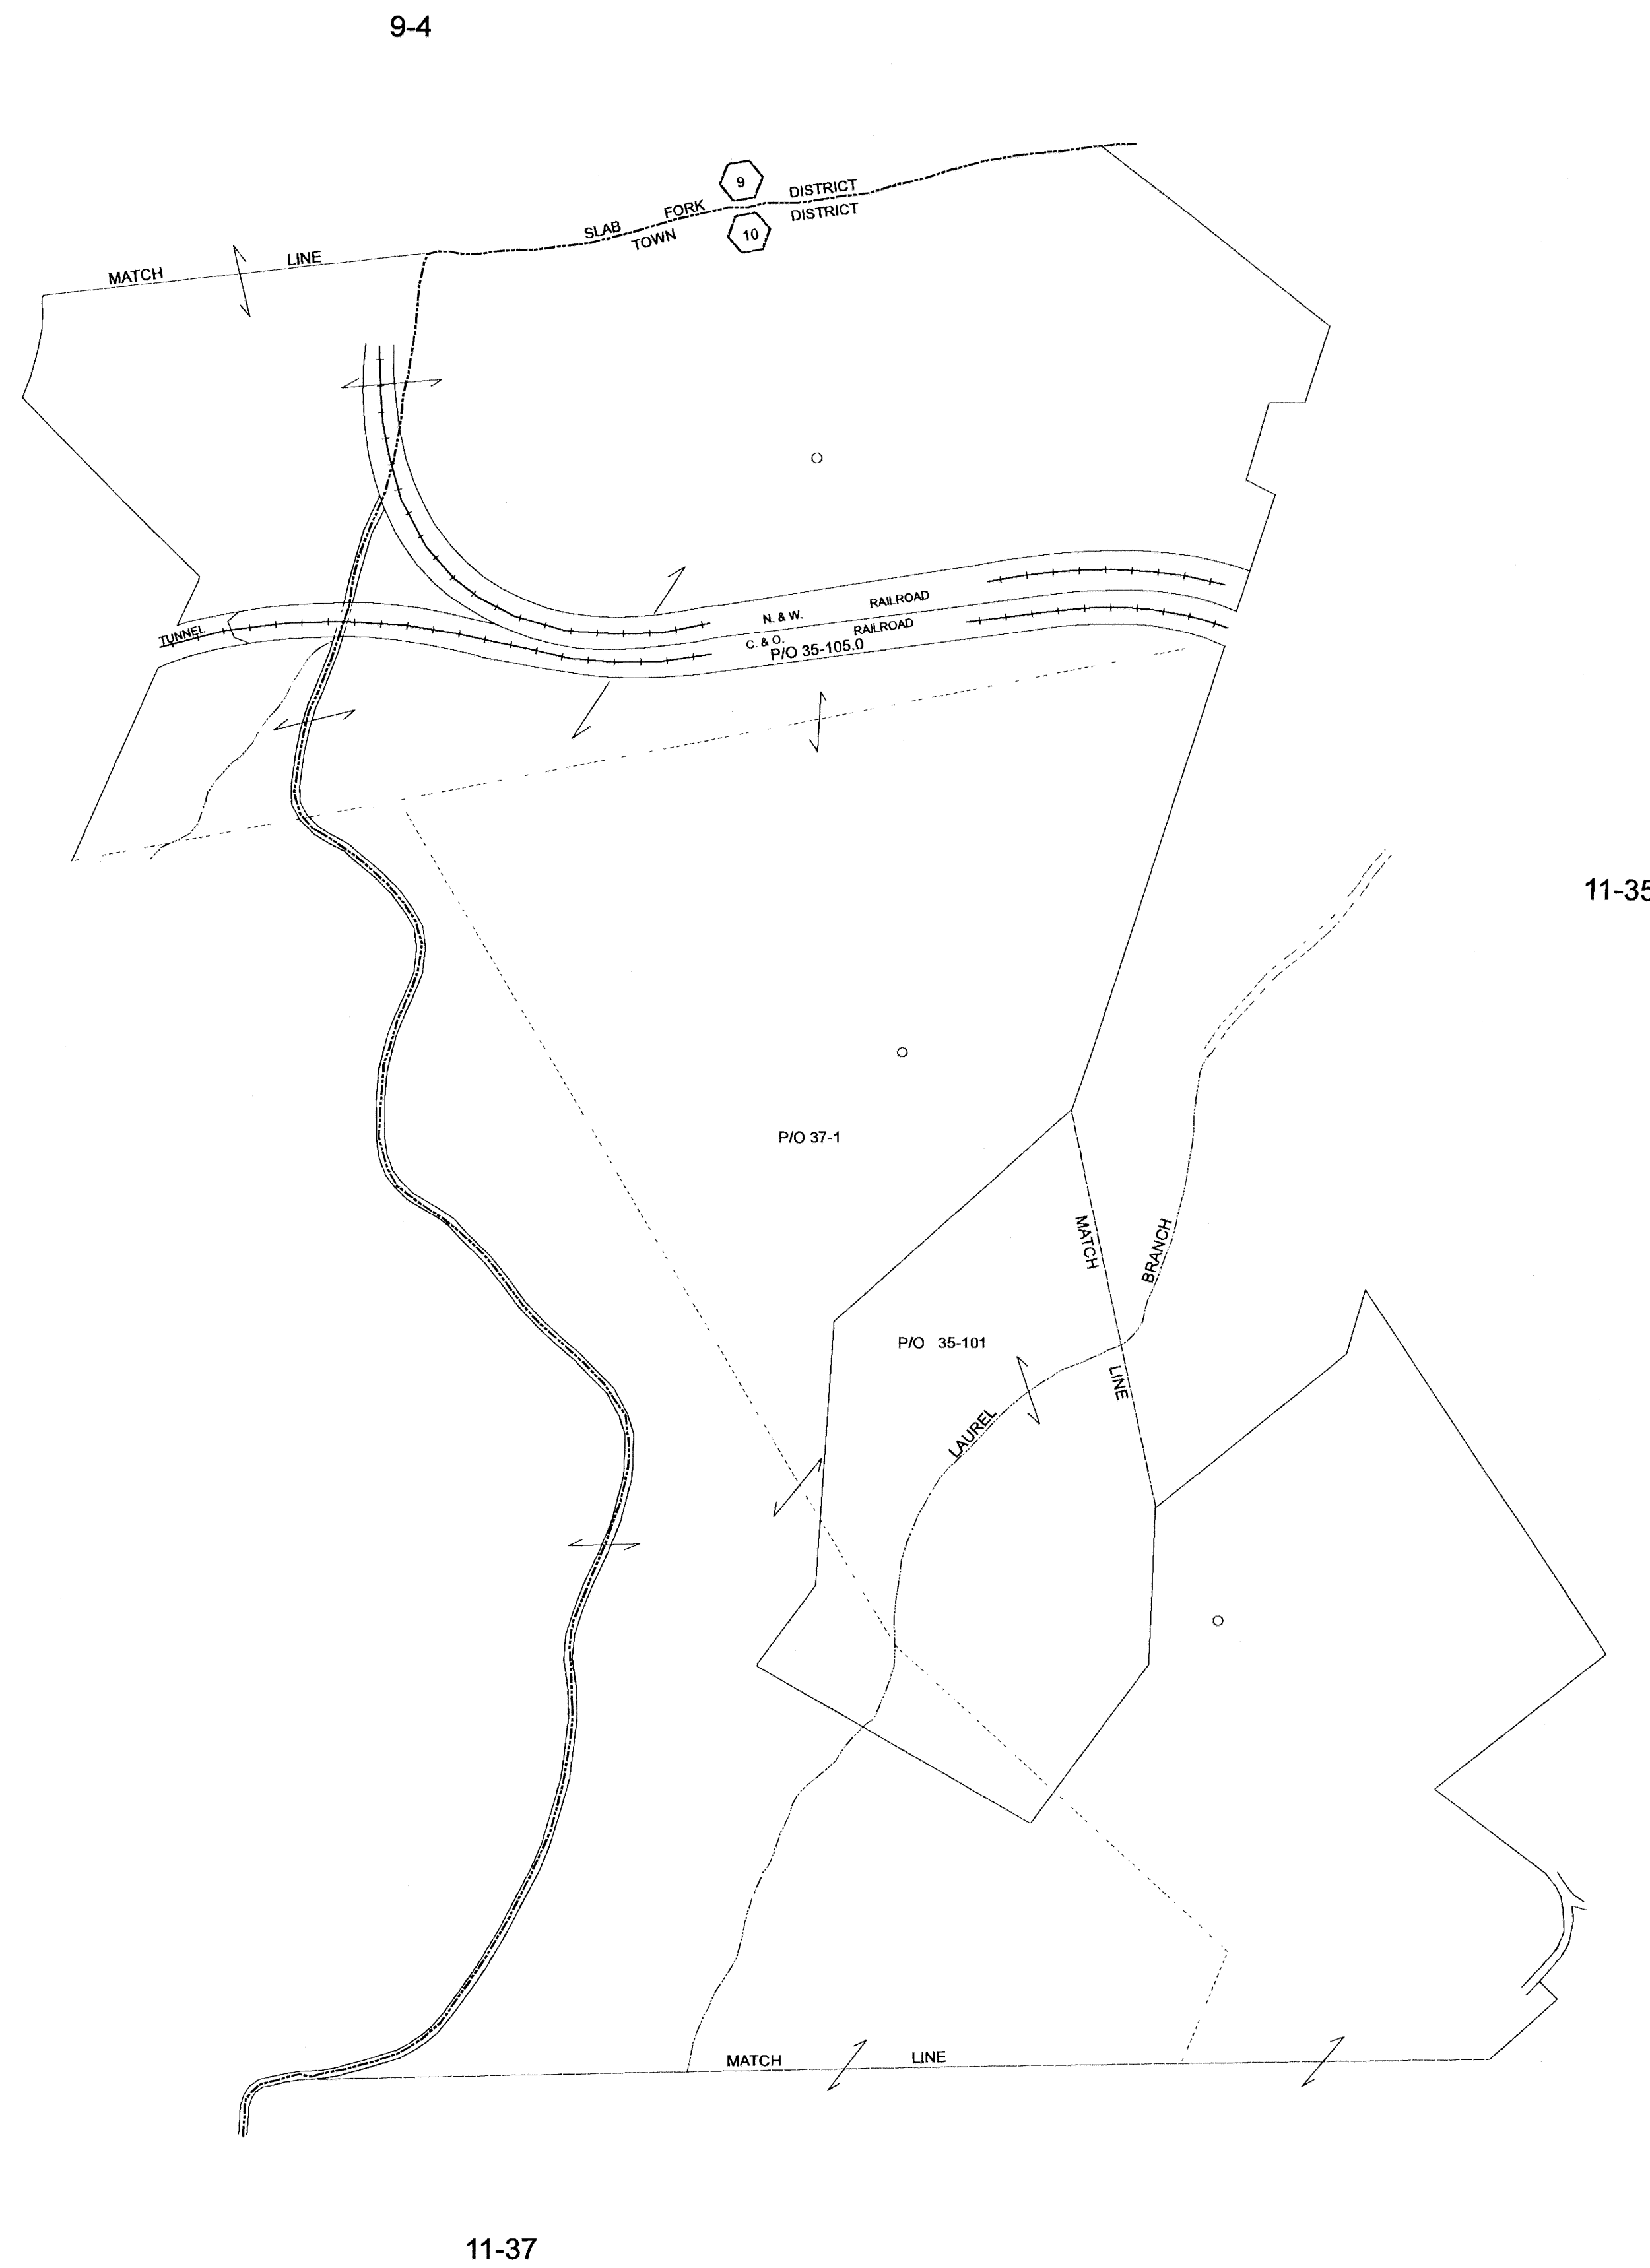 9-4
9
SLAB FORK DISTRICT
TOWN DISTRICT
10
MATCH LINE
N. & W. RAILROAD
C. & O. RAILROAD
P/O 35-105.0
TUNNEL
11-35
P/O 37-1
MATCH LINE
LAUREL BRANCH
P/O 35-101
MATCH LINE
11-37